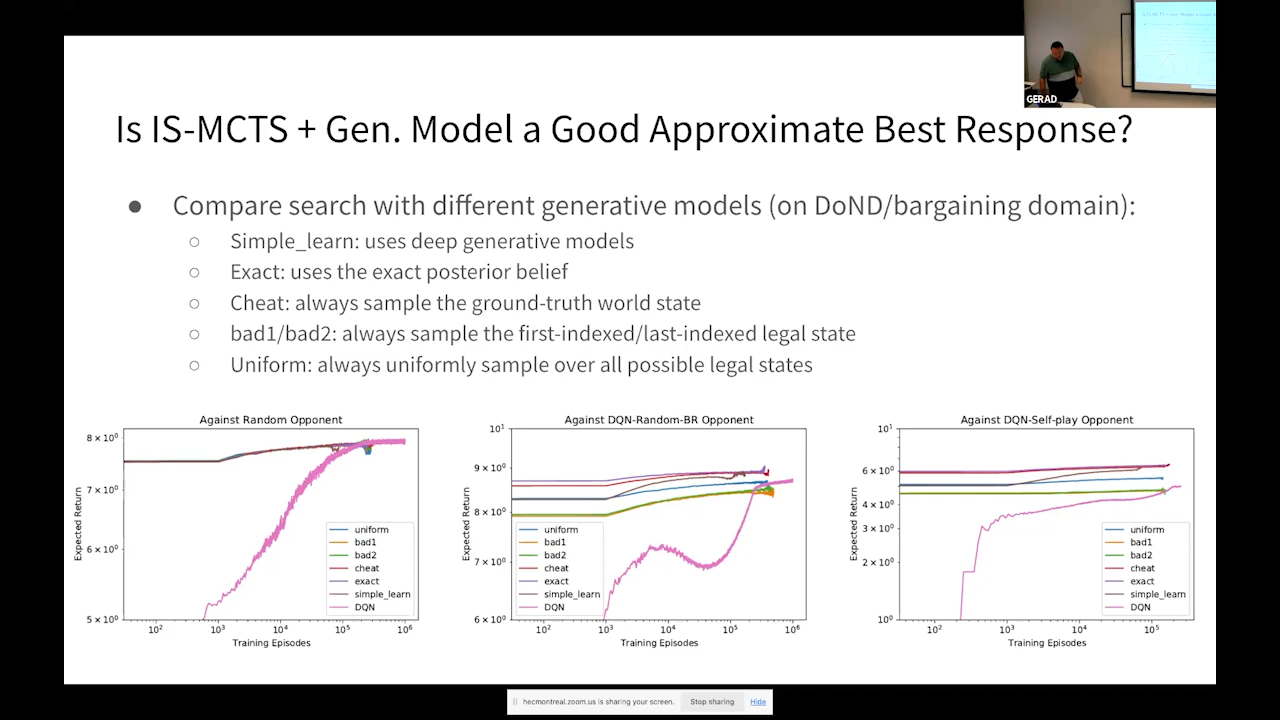 GERAD
Is IS-MCTS + Gen. Model a Good Approximate Best Response?
● Compare search with different generative models (on DoND/bargaining domain):
○ Simple_learn: uses deep generative models
○ Exact: uses the exact posterior belief
○ Cheat: always sample the ground-truth world state
○ bad1/bad2: always sample the first-indexed/last-indexed legal state
○ Uniform: always uniformly sample over all possible legal states
Against Random Opponent
8 × 10⁰
7 × 10⁰
6 × 10⁰
5 × 10⁰
Expected Return
uniform
bad1
bad2
cheat
exact
simple_learn
DQN
10² 10³ 10⁴ 10⁵ 10⁶
Training Episodes
Against DQN-Random-BR Opponent
10¹
9 × 10⁰
8 × 10⁰
7 × 10⁰
6 × 10⁰
Expected Return
uniform
bad1
bad2
cheat
exact
simple_learn
DQN
10² 10³ 10⁴ 10⁵ 10⁶
Training Episodes
Against DQN-Self-play Opponent
10¹
6 × 10⁰
4 × 10⁰
3 × 10⁰
2 × 10⁰
10⁰
Expected Return
uniform
bad1
bad2
cheat
exact
simple_learn
DQN
10² 10³ 10⁴ 10⁵
Training Episodes
hecmontreal.zoom.us is sharing your screen. Stop sharing Hide